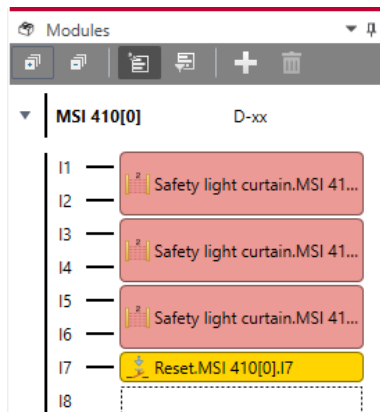 Modules
MSI 410[0] D-xx
I1
Safety light curtain.MSI 41...
I2
I3
Safety light curtain.MSI 41...
I4
I5
Safety light curtain.MSI 41...
I6
I7 Reset.MSI 410[0].I7
I8